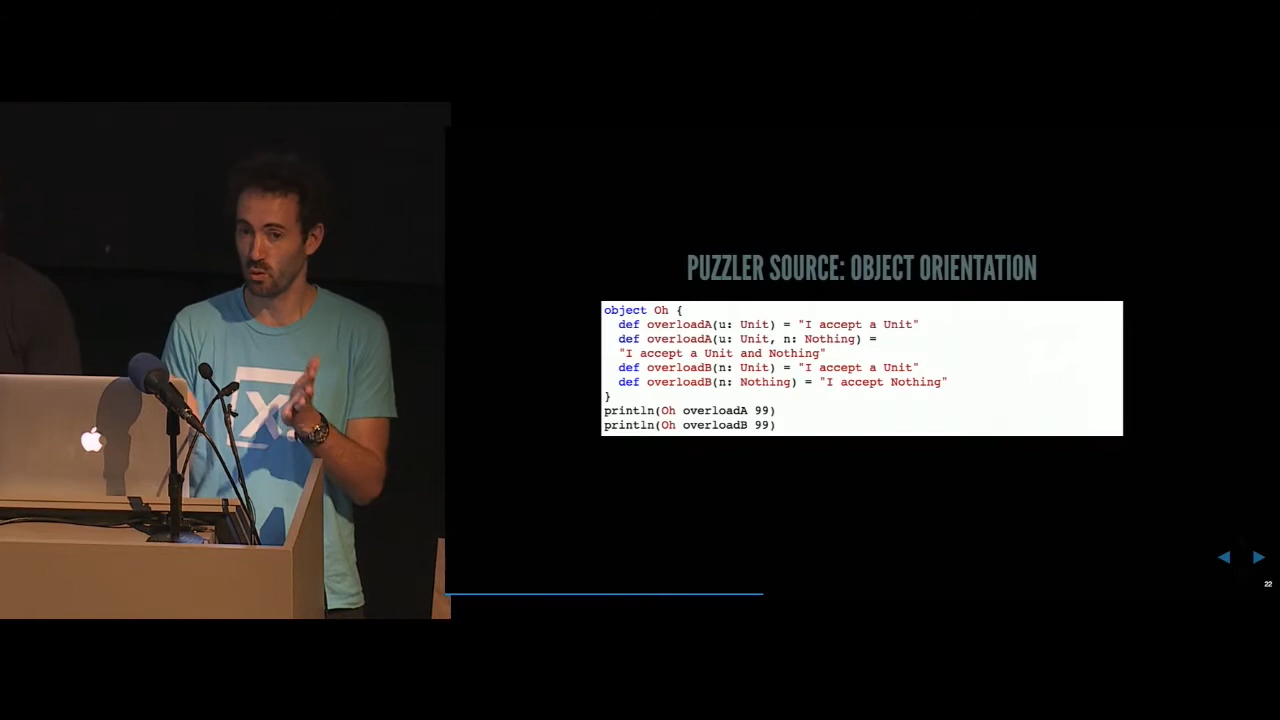 PUZZLER SOURCE: OBJECT ORIENTATION
object Oh {
  def overloadA(u: Unit) = "I accept a Unit"
  def overloadA(u: Unit, n: Nothing) =
  "I accept a Unit and Nothing"
  def overloadB(n: Unit) = "I accept a Unit"
  def overloadB(n: Nothing) = "I accept Nothing"
}
println(Oh overloadA 99)
println(Oh overloadB 99)
22